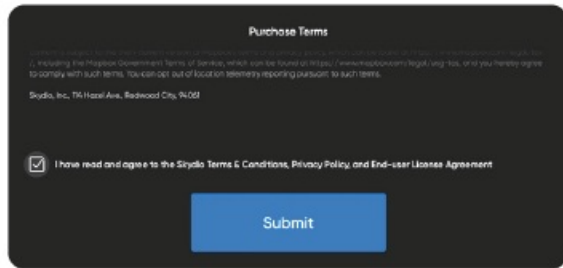 Purchase Terms
/, including the Mapbox Government Terms of Service, which can be found at https://www.mapbox.com/legal/usg-tos, and you hereby agree
to comply with such terms. You can opt out of location telemetry reporting pursuant to such terms.
Skydio, Inc., 114 Hazel Ave., Redwood City, 94061
I have read and agree to the Skydio Terms & Conditions, Privacy Policy, and End-user License Agreement
Submit